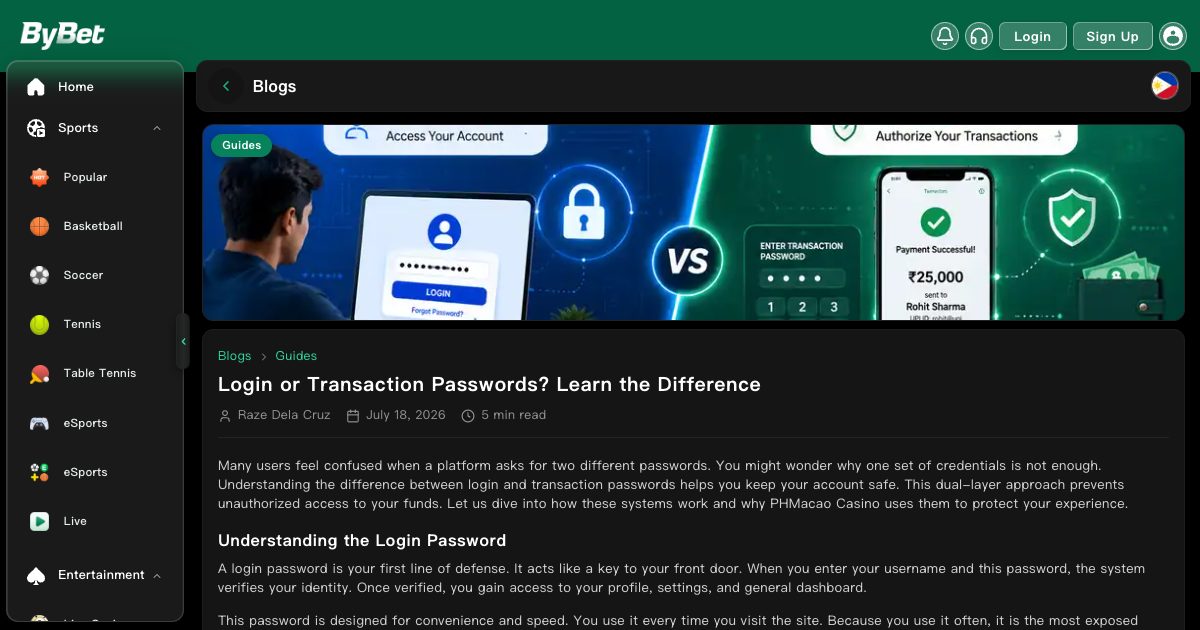 ByBet
Login
Sign Up
Home
Sports
Popular
Basketball
Soccer
Tennis
Table Tennis
eSports
eSports
Live
Entertainment
Blogs
Guides
Access Your Account
Authorize Your Transactions
LOGIN
Forgot Password?
VS
ENTER TRANSACTION
PASSWORD
1 2 3
Payment Successful!
₹25,000
sent to
Rohit Sharma
Blogs > Guides
Login or Transaction Passwords? Learn the Difference
Raze Dela Cruz July 18, 2026 5 min read
Many users feel confused when a platform asks for two different passwords. You might wonder why one set of credentials is not enough.
Understanding the difference between login and transaction passwords helps you keep your account safe. This dual-layer approach prevents
unauthorized access to your funds. Let us dive into how these systems work and why PHMacao Casino uses them to protect your experience.
Understanding the Login Password
A login password is your first line of defense. It acts like a key to your front door. When you enter your username and this password, the system
verifies your identity. Once verified, you gain access to your profile, settings, and general dashboard.
This password is designed for convenience and speed. You use it every time you visit the site. Because you use it often, it is the most exposed